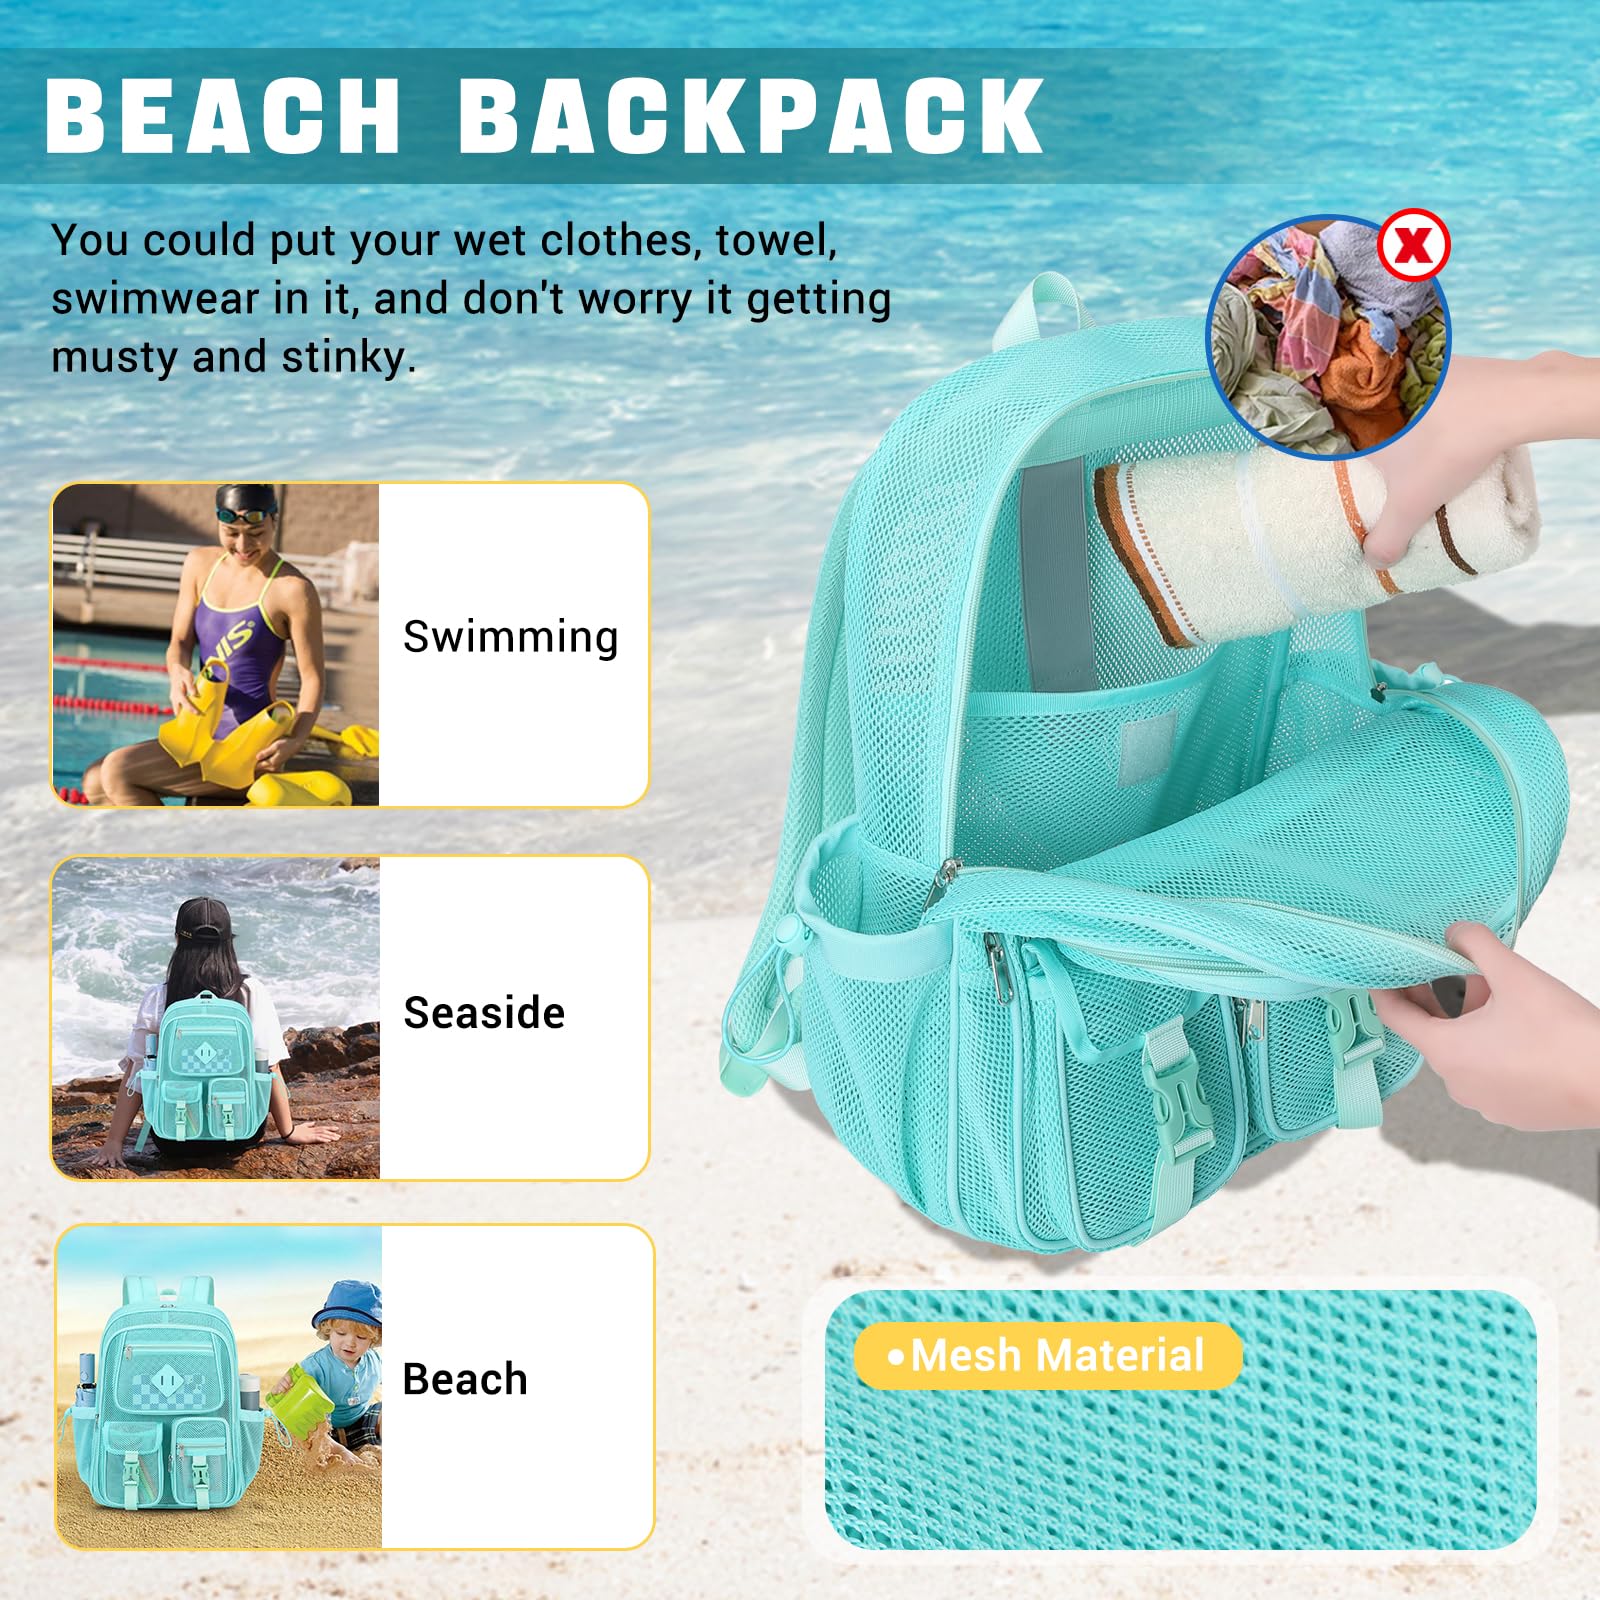 BEACH BACKPACK
You could put your wet clothes, towel,
swimwear in it, and don't worry it getting
musty and stinky.
X
Swimming
Seaside
Beach
•Mesh Material